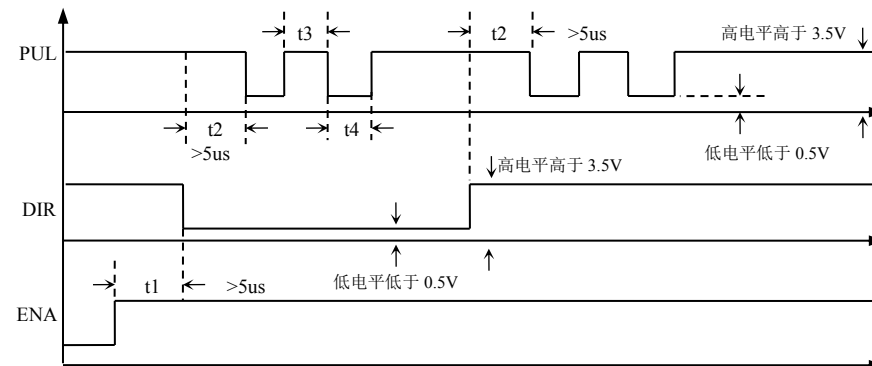 t3
t2
>5us
高电平高于 3.5V
PUL
t2
t4
>5us
低电平低于 0.5V
高电平高于 3.5V
DIR
t1
>5us
低电平低于 0.5V
ENA